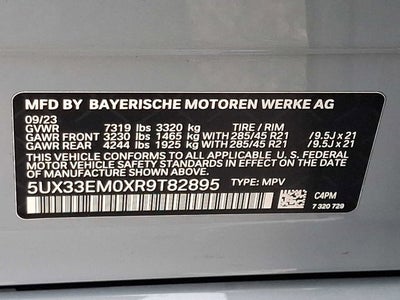 MFD BY BAYERISCHE MOTOREN WERKE AG
09/23
GVWR 7319 lbs 3320 kg TIRE / RIM
GAWR FRONT 3230 lbs 1465 kg WITH 285/45 R21 / 9.5J x 21
GAWR REAR 4244 lbs 1925 kg WITH 285/45 R21 / 9.5J x 21
THIS VEHICLE CONFORMS TO ALL APPLICABLE U. S. FEDERAL
MOTOR VEHICLE SAFETY STANDARDS IN EFFECT ON THE DATE OF
MANUFACTURE SHOWN ABOVE.
5UX33EM0XR9T82895 TYPE: MPV
C4PM
7 320 729